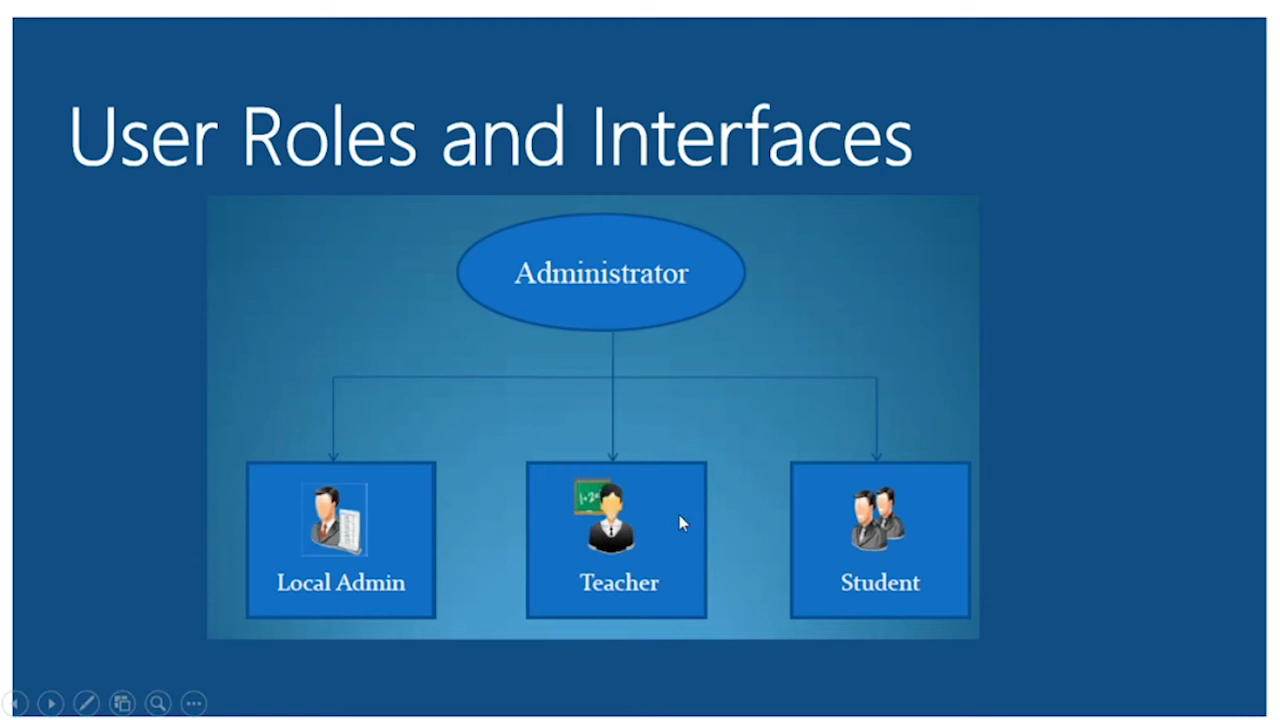 User Roles and Interfaces
Administrator
Local Admin
Teacher
Student